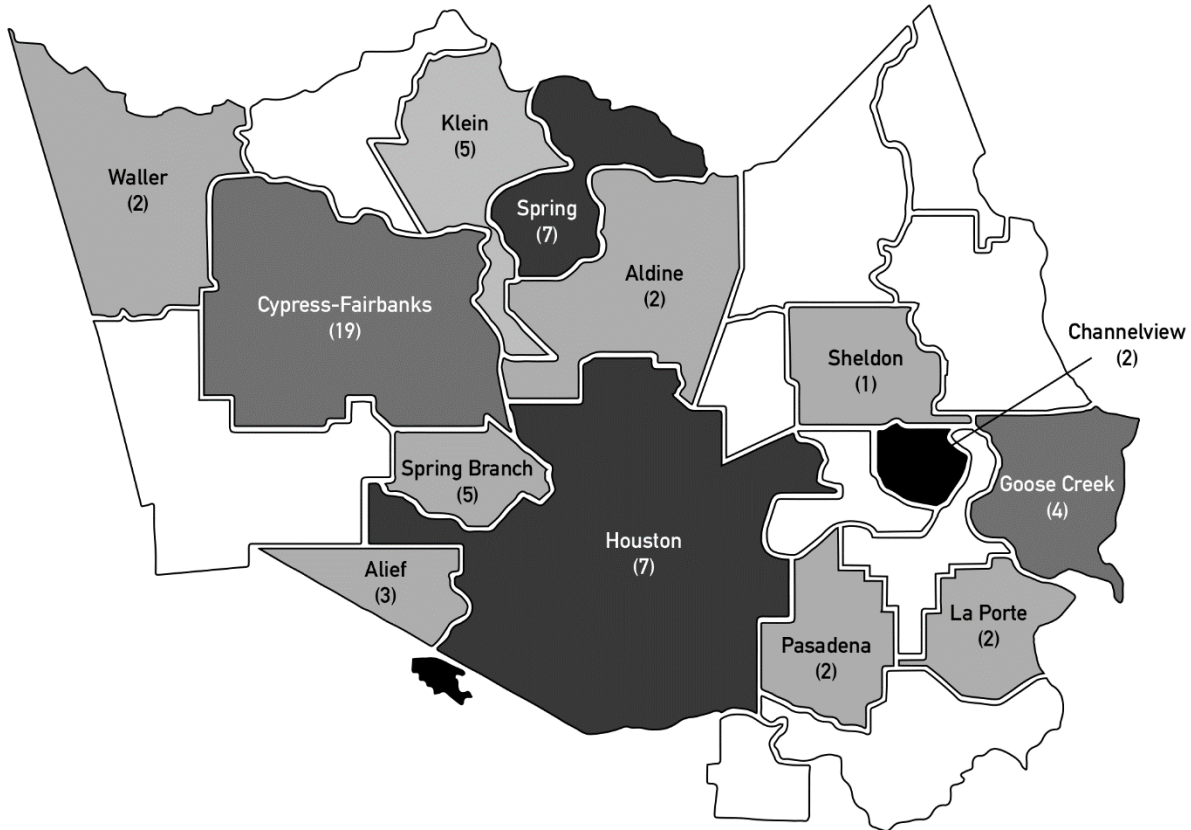 Klein
(5)
Waller
(2)
Spring
(7)
Aldine
(2)
Cypress-Fairbanks
(19)
Channelview
(2)
Sheldon
(1)
Spring Branch
(5)
Goose Creek
(4)
Houston
(7)
Alief
(3)
La Porte
(2)
Pasadena
(2)